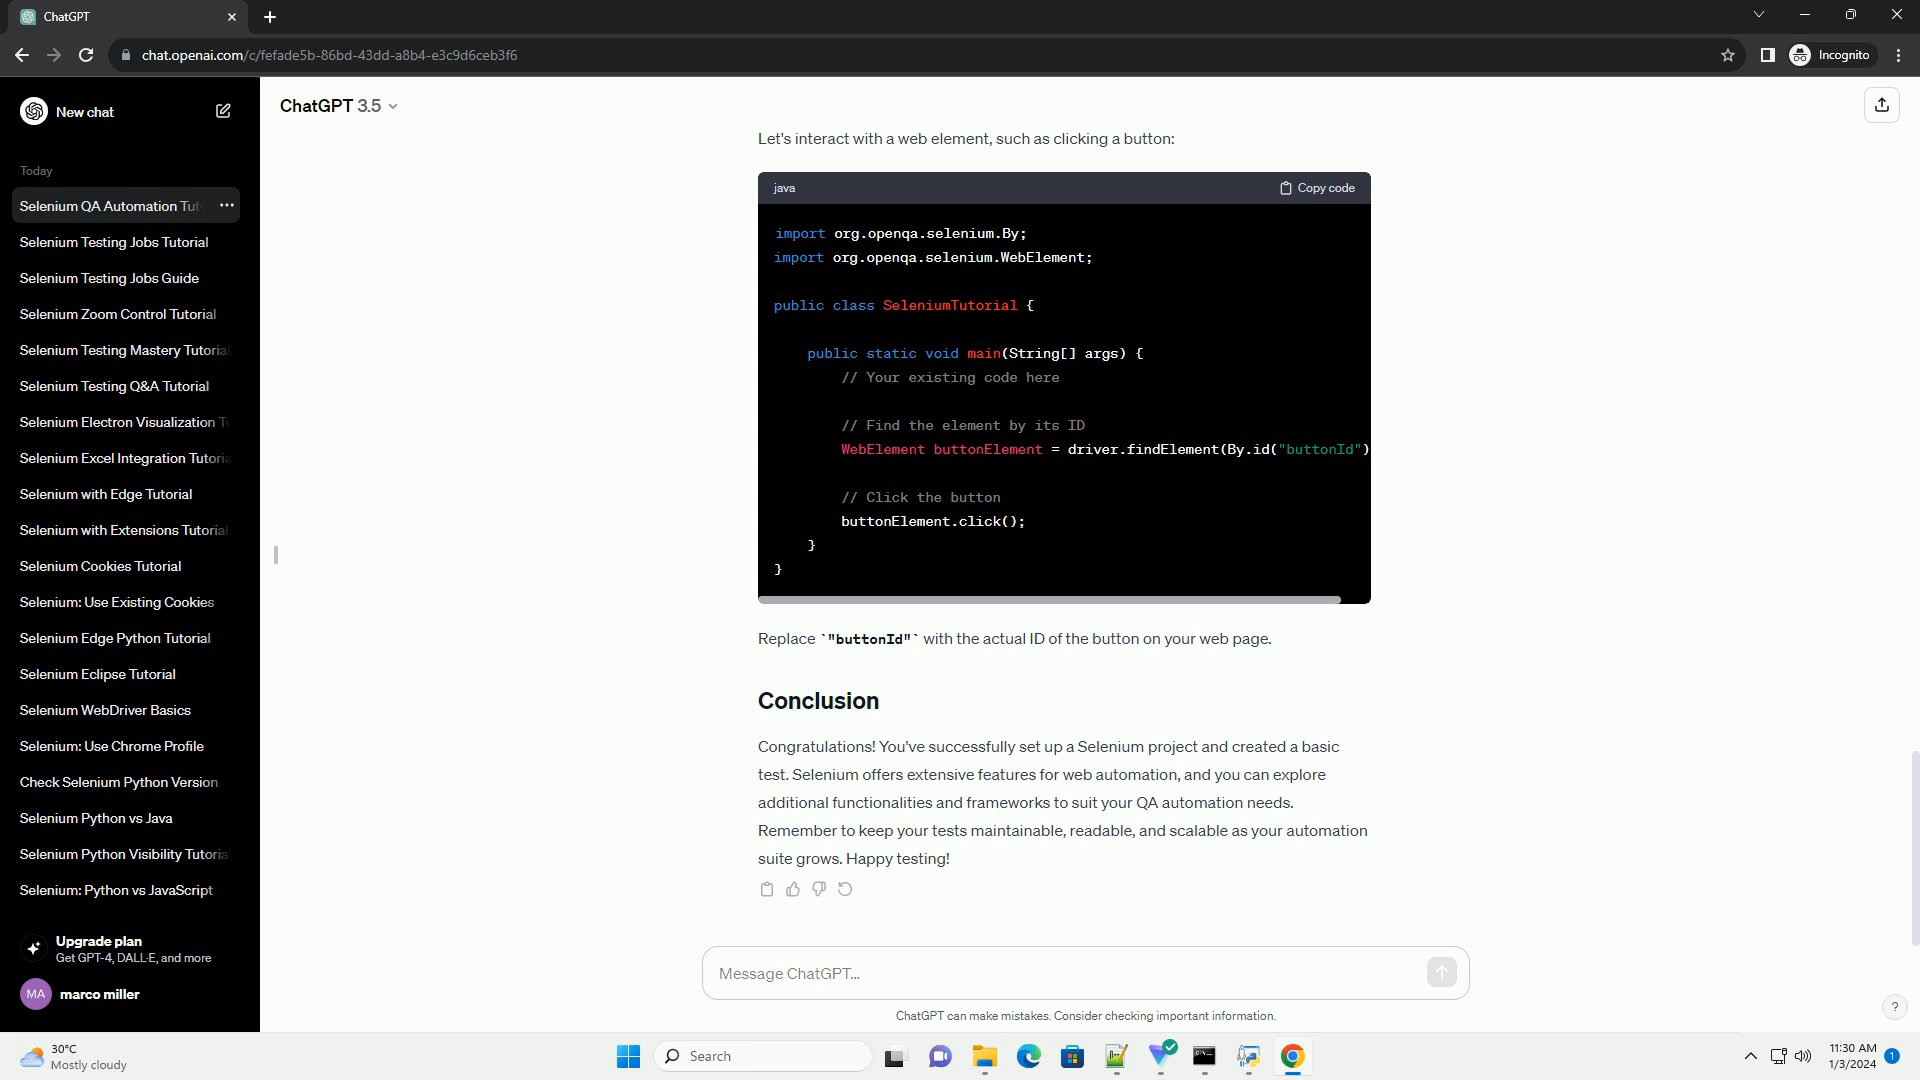 ChatGPT
chat.openai.com/c/fefade5b-86bd-43dd-a8b4-e3c9d6ceb3f6
Incognito
New chat
ChatGPT 3.5
Today
Selenium QA Automation Tut
Selenium Testing Jobs Tutorial
Selenium Testing Jobs Guide
Selenium Zoom Control Tutorial
Selenium Testing Mastery Tutorial
Selenium Testing Q&A Tutorial
Selenium Electron Visualization Tu
Selenium Excel Integration Tutoria
Selenium with Edge Tutorial
Selenium with Extensions Tutorial
Selenium Cookies Tutorial
Selenium: Use Existing Cookies
Selenium Edge Python Tutorial
Selenium Eclipse Tutorial
Selenium WebDriver Basics
Selenium: Use Chrome Profile
Check Selenium Python Version
Selenium Python vs Java
Selenium Python Visibility Tutorial
Selenium: Python vs JavaScript
Upgrade plan
Get GPT-4, DALL·E, and more
MA
marco miller
Let's interact with a web element, such as clicking a button:
java
Copy code
import org.openqa.selenium.By;
import org.openqa.selenium.WebElement;
public class SeleniumTutorial {
public static void main(String[] args) {
// Your existing code here
// Find the element by its ID
WebElement buttonElement = driver.findElement(By.id("buttonId")
// Click the button
buttonElement.click();
}
}
Replace `"buttonId"` with the actual ID of the button on your web page.
Conclusion
Congratulations! You've successfully set up a Selenium project and created a basic
test. Selenium offers extensive features for web automation, and you can explore
additional functionalities and frameworks to suit your QA automation needs.
Remember to keep your tests maintainable, readable, and scalable as your automation
suite grows. Happy testing!
Message ChatGPT...
ChatGPT can make mistakes. Consider checking important information.
?
30°C
Mostly cloudy
Search
11:30 AM
1/3/2024
1